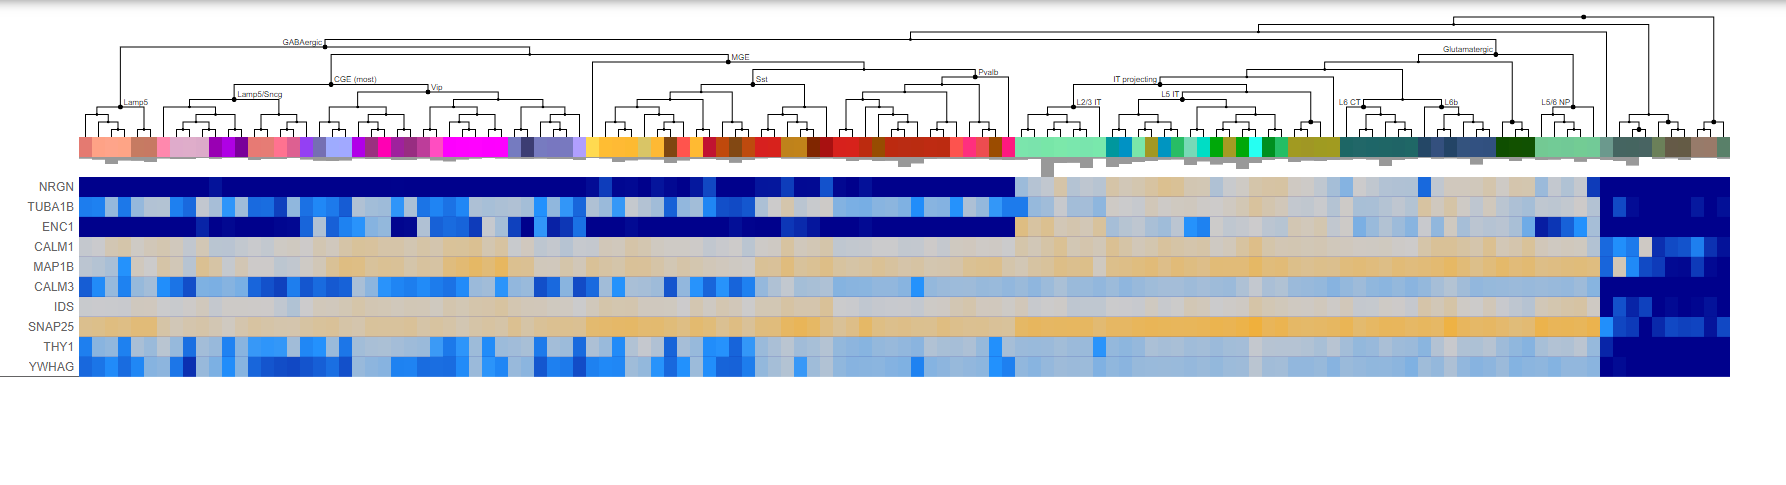 GABAergic
Glutamatergic
MGE
Pvalb
CGE (most)
Sst
IT projecting
Vip
Lamp5/Sncg
L5 IT
Lamp5
L2/3 IT
L6 CT
L6b
L5/6 NP
NRGN
TUBA1B
ENC1
CALM1
MAP1B
CALM3
IDS
SNAP25
THY1
YWHAG